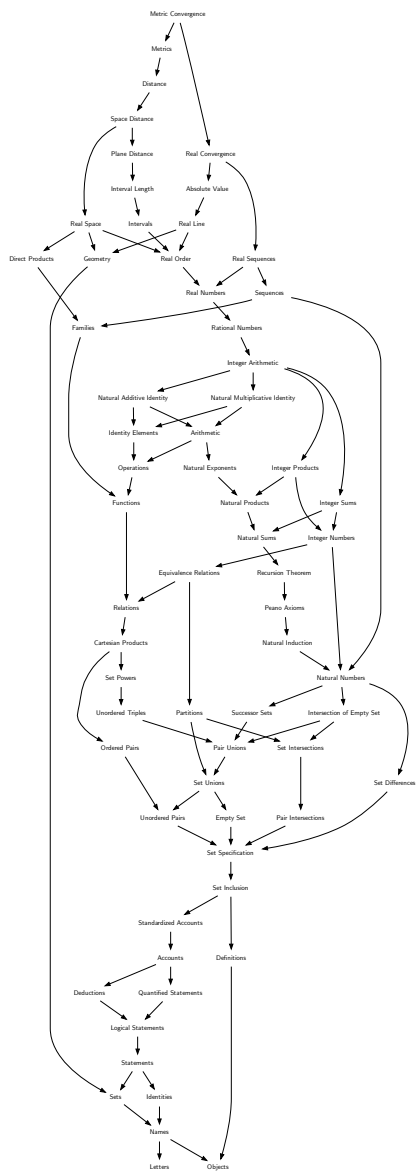 Metric Convergence
Metrics
Distance
Space Distance
Plane Distance Real Convergence
Interval Length Absolute Value
Real Space Intervals Real Line
Direct Products Geometry Real Order Real Sequences
Real Numbers Sequences
Families Rational Numbers
Integer Arithmetic
Natural Additive Identity Natural Multiplicative Identity
Identity Elements Arithmetic
Operations Natural Exponents Integer Products
Functions Natural Products Integer Sums
Natural Sums Integer Numbers
Equivalence Relations Recursion Theorem
Relations Peano Axioms
Cartesian Products Natural Induction
Set Powers Natural Numbers
Unordered Triples Partitions Successor Sets Intersection of Empty Set
Ordered Pairs Pair Unions Set Intersections
Set Unions Set Differences
Unordered Pairs Empty Set Pair Intersections
Set Specification
Set Inclusion
Standardized Accounts
Accounts Definitions
Deductions Quantified Statements
Logical Statements
Statements
Sets Identities
Names
Letters Objects